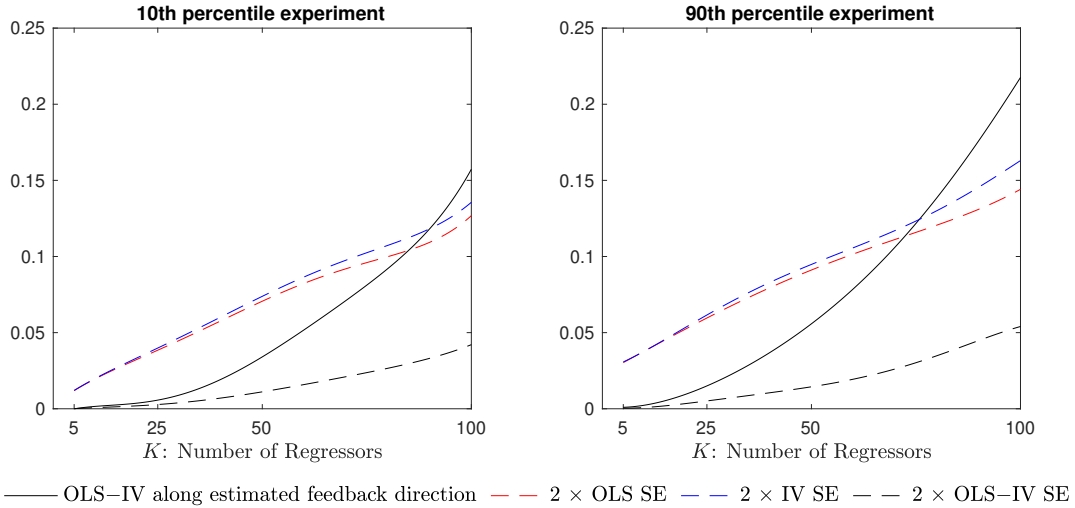 10th percentile experiment
0.25
0.2
0.15
0.1
0.05
0
5
25
50
100
K: Number of Regressors
90th percentile experiment
0.25
0.2
0.15
0.1
0.05
0
5
25
50
100
K: Number of Regressors
OLS−IV along estimated feedback direction
2 × OLS SE
2 × IV SE
2 × OLS−IV SE